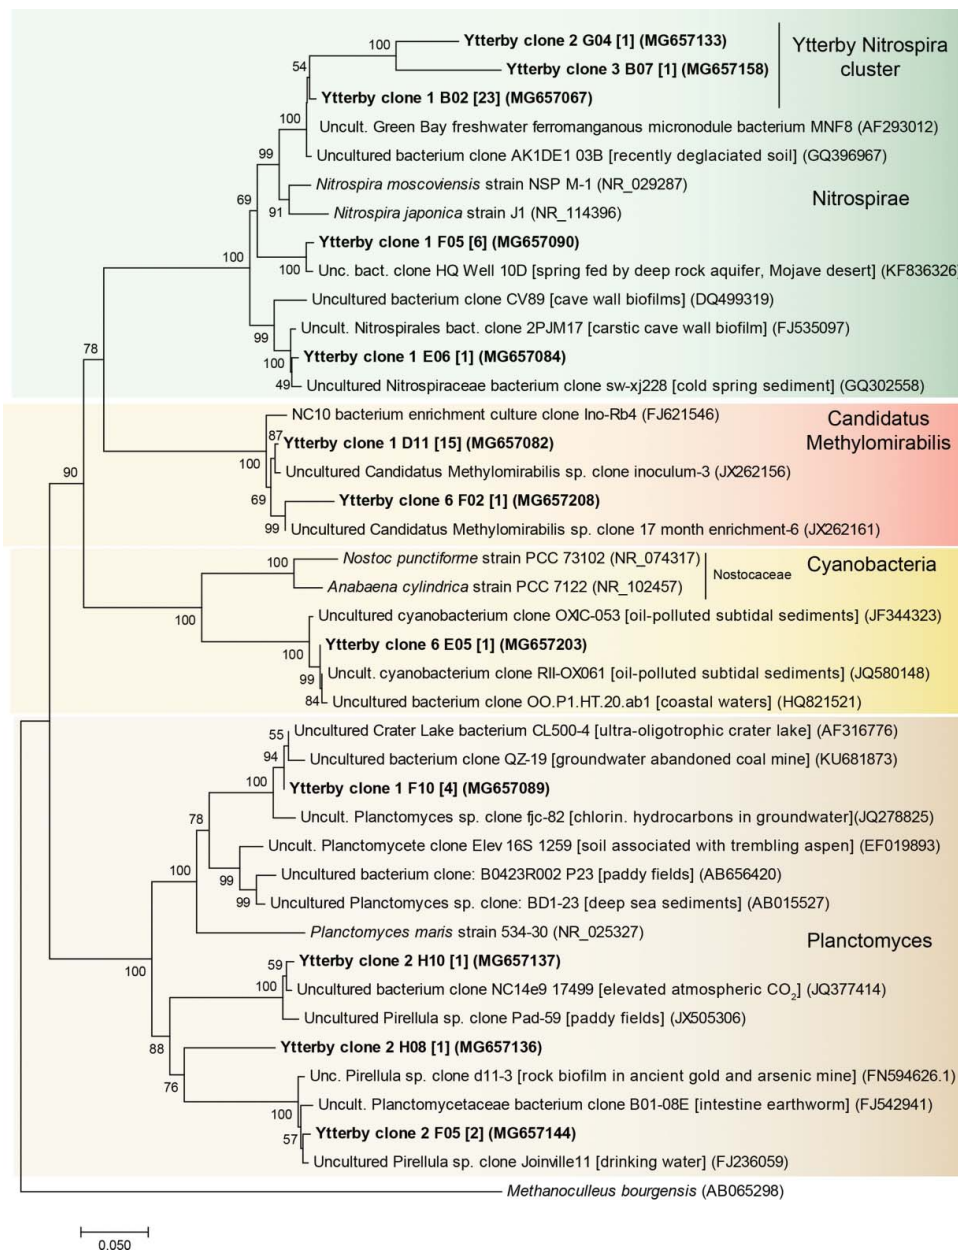 100
Ytterby clone 2 G04 [1] (MG657133)
Ytterby Nitrospira
cluster
54
Ytterby clone 3 B07 [1] (MG657158)
Ytterby clone 1 B02 [23] (MG657067)
100
Uncult. Green Bay freshwater ferromanganous micronodule bacterium MNF8 (AF293012)
99
Uncultured bacterium clone AK1DE1 03B [recently deglaciated soil] (GQ396967)
Nitrospira moscoviensis strain NSP M-1 (NR_029287)
69
91
Nitrospira japonica strain J1 (NR_114396)
Nitrospirae
Ytterby clone 1 F05 [6] (MG657090)
100
100
Unc. bact. clone HQ Well 10D [spring fed by deep rock aquifer, Mojave desert] (KF836326)
Uncultured bacterium clone CV89 [cave wall biofilms] (DQ499319)
99
Uncult. Nitrospirales bact. clone 2PJM17 [carstic cave wall biofilm] (FJ535097)
78
100
Ytterby clone 1 E06 [1] (MG657084)
49
Uncultured Nitrospiraceae bacterium clone sw-xj228 [cold spring sediment] (GQ302558)
NC10 bacterium enrichment culture clone Ino-Rb4 (FJ621546)
Candidatus
Methylomirabilis
87
Ytterby clone 1 D11 [15] (MG657082)
100
Uncultured Candidatus Methylomirabilis sp. clone inoculum-3 (JX262156)
90
69
Ytterby clone 6 F02 [1] (MG657208)
99
Uncultured Candidatus Methylomirabilis sp. clone 17 month enrichment-6 (JX262161)
Nostoc punctiforme strain PCC 73102 (NR_074317)
Cyanobacteria
100
Nostocaceae
Anabaena cylindrica strain PCC 7122 (NR_102457)
100
Uncultured cyanobacterium clone OXIC-053 [oil-polluted subtidal sediments] (JF344323)
Ytterby clone 6 E05 [1] (MG657203)
100
99
Uncult. cyanobacterium clone RII-OX061 [oil-polluted subtidal sediments] (JQ580148)
84
Uncultured bacterium clone OO.P1.HT.20.ab1 [coastal waters] (HQ821521)
55
Uncultured Crater Lake bacterium CL500-4 [ultra-oligotrophic crater lake] (AF316776)
94
Uncultured bacterium clone QZ-19 [groundwater abandoned coal mine] (KU681873)
100
Ytterby clone 1 F10 [4] (MG657089)
78
Uncult. Planctomyces sp. clone fjc-82 [chlorin. hydrocarbons in groundwater](JQ278825)
Uncult. Planctomycete clone Elev 16S 1259 [soil associated with trembling aspen] (EF019893)
100
99
Uncultured bacterium clone: B0423R002 P23 [paddy fields] (AB656420)
99
Uncultured Planctomyces sp. clone: BD1-23 [deep sea sediments] (AB015527)
Planctomyces maris strain 534-30 (NR_025327)
Planctomyces
100
59
Ytterby clone 2 H10 [1] (MG657137)
100
Uncultured bacterium clone NC14e9 17499 [elevated atmospheric CO2] (JQ377414)
Uncultured Pirellula sp. clone Pad-59 [paddy fields] (JX505306)
88
Ytterby clone 2 H08 [1] (MG657136)
76
Unc. Pirellula sp. clone d11-3 [rock biofilm in ancient gold and arsenic mine] (FN594626.1)
100
Uncult. Planctomycetaceae bacterium clone B01-08E [intestine earthworm] (FJ542941)
57
Ytterby clone 2 F05 [2] (MG657144)
Uncultured Pirellula sp. clone Joinville11 [drinking water] (FJ236059)
Methanoculleus bourgensis (AB065298)
0.050